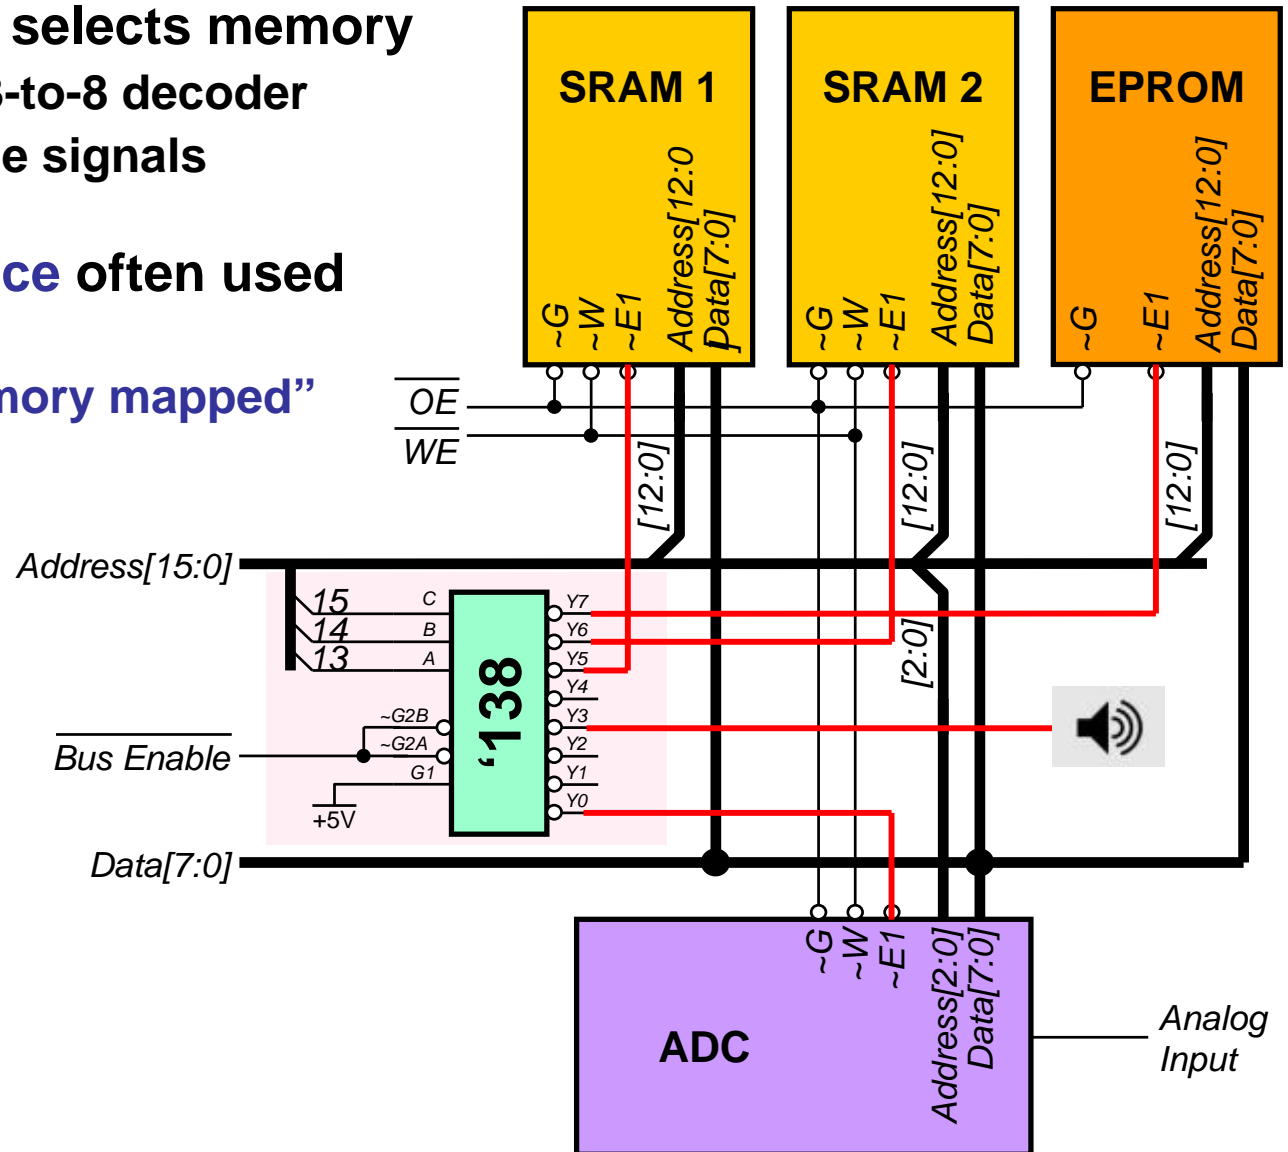 selects memory
3-to-8 decoder
e signals
ce often used
mory mapped”
SRAM 1
SRAM 2
EPROM
~G
~W
~E1
Address[12:0
]
Data[7:0]
~G
~W
~E1
Address[12:0]
Data[7:0]
~G
~E1
Address[12:0]
Data[7:0]
OE
WE
[12:0]
[12:0]
[12:0]
Address[15:0]
15
14
13
C
B
A
~G2B
~G2A
G1
‘138
Y7
Y6
Y5
Y4
Y3
Y2
Y1
Y0
[2:0]
Bus Enable
+5V
Data[7:0]
~G
~W
~E1
Address[2:0]
Data[7:0]
ADC
Analog
Input